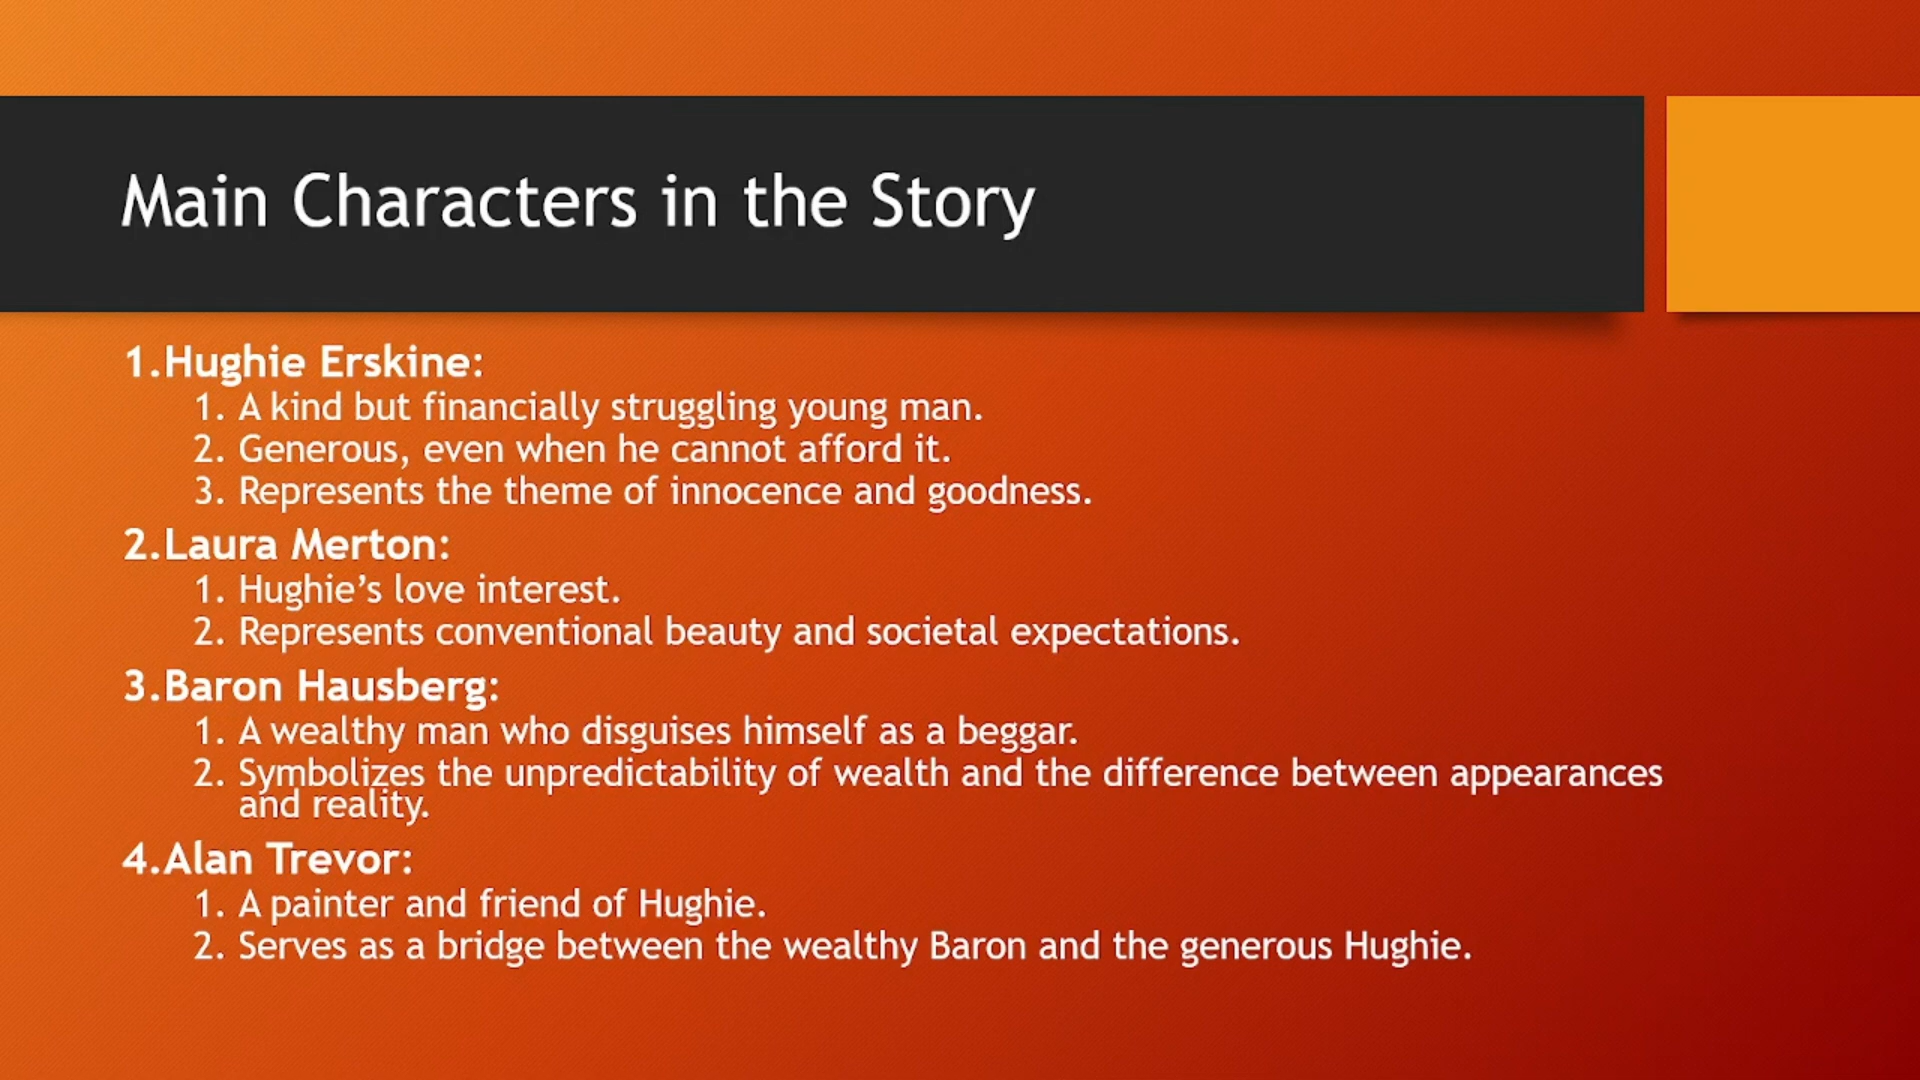 Main Characters in the Story
1.Hughie Erskine:
1. A kind but financially struggling young man.
2. Generous, even when he cannot afford it.
3. Represents the theme of innocence and goodness.
2.Laura Merton:
1. Hughie’s love interest.
2. Represents conventional beauty and societal expectations.
3.Baron Hausberg:
1. A wealthy man who disguises himself as a beggar.
2. Symbolizes the unpredictability of wealth and the difference between appearances
and reality.
4.Alan Trevor:
1. A painter and friend of Hughie.
2. Serves as a bridge between the wealthy Baron and the generous Hughie.